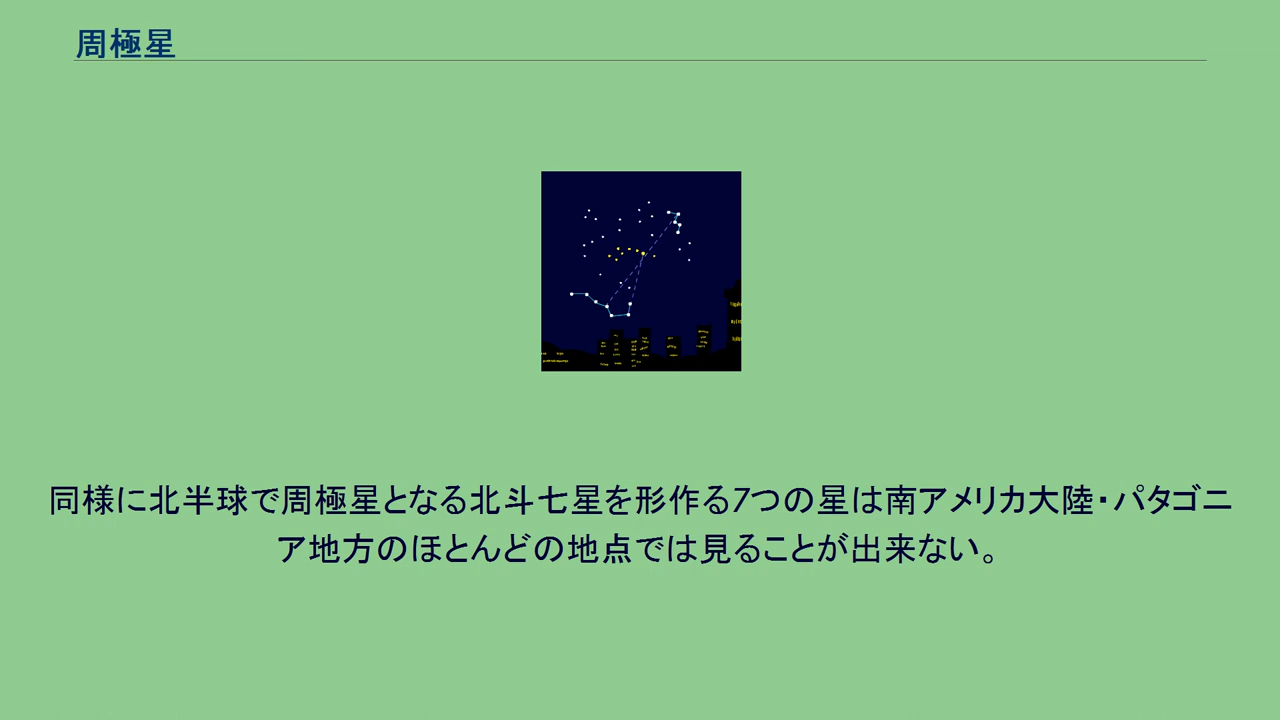 周極星
同様に北半球で周極星となる北斗七星を形作る7つの星は南アメリカ大陸・パタゴニ
ア地方のほとんどの地点では見ることが出来ない。